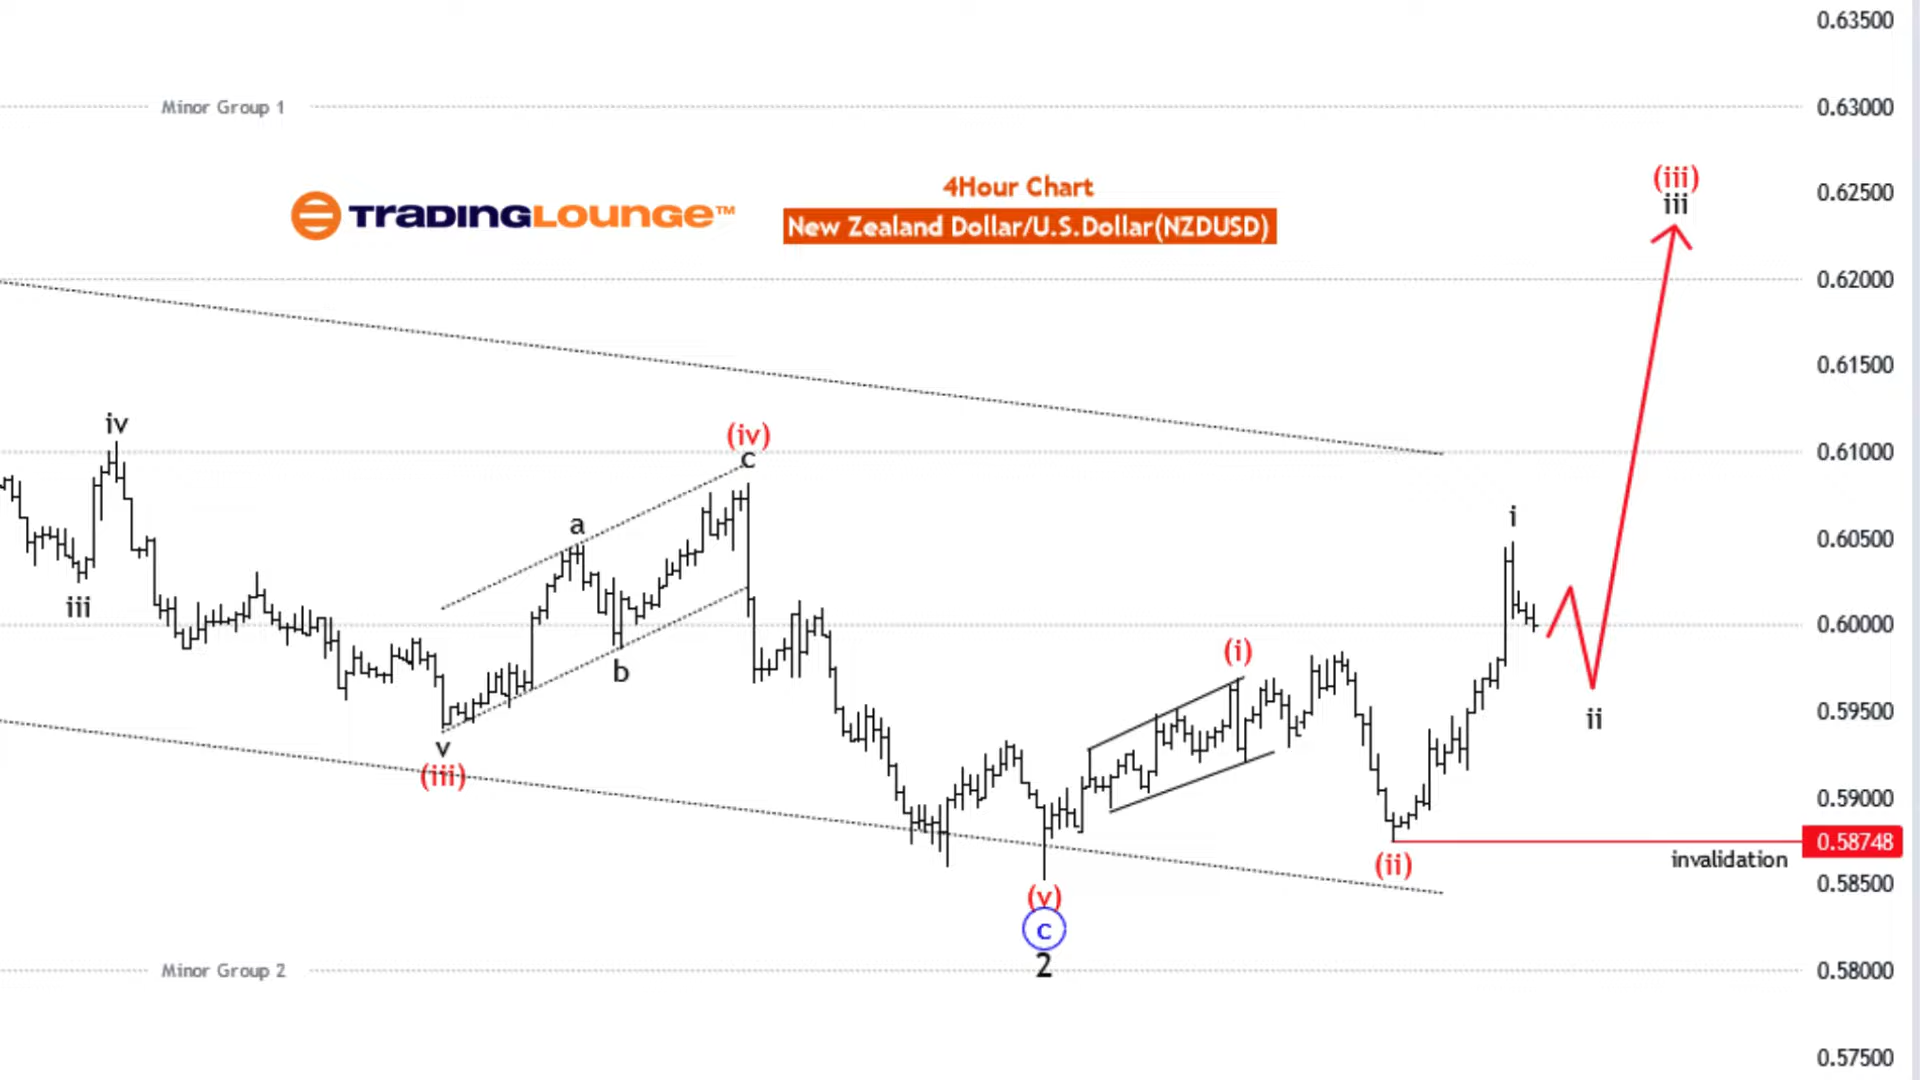 0.63500
Minor Group 1
0.63000
4Hour Chart
(iii)
0.62500
iii
TRADINGLOUNGE™
New Zealand Dollar/U.S.Dollar(NZDUSD)
0.62000
0.61500
iv
(iv)
0.61000
c
a
i
0.60500
iii
0.60000
(i)
b
0.59500
ii
v
(iii)
0.59000
0.58748
invalidation
(ii)
0.58500
(v)
c
2
Minor Group 2
0.58000
0.57500